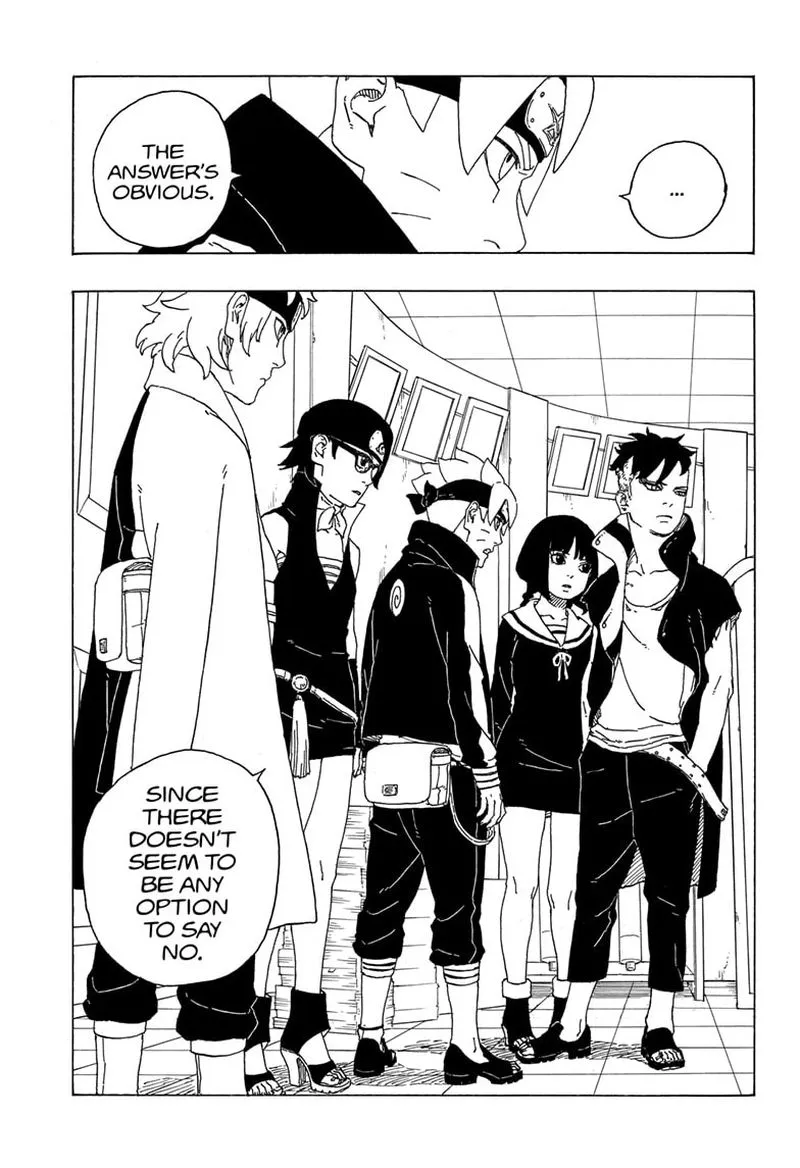 ...
THE
ANSWER'S
OBVIOUS.
SINCE
THERE
DOESN'T
SEEM TO
BE ANY
OPTION
TO SAY
NO.